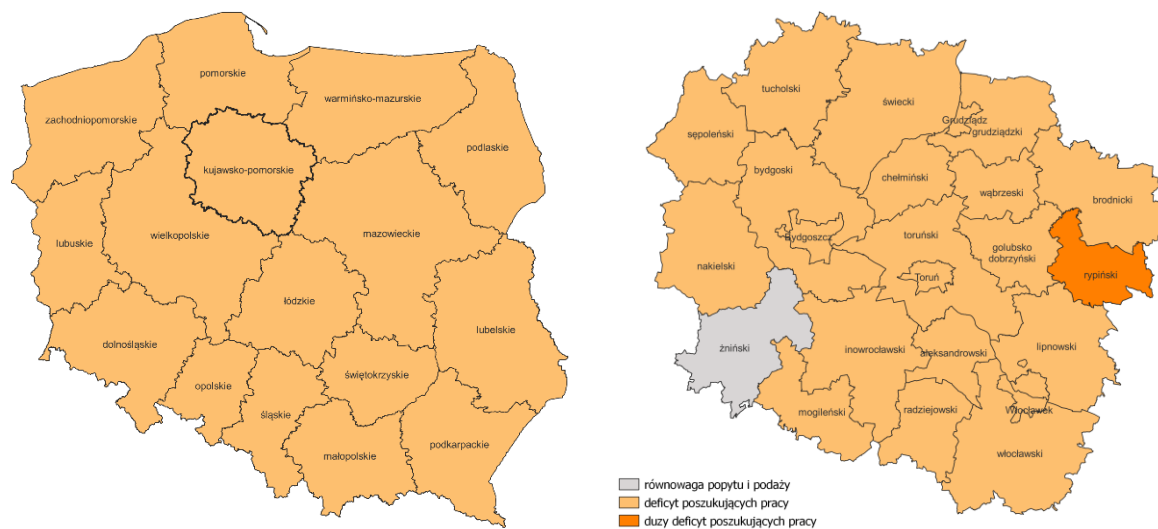 pomorskie
warmińsko-mazurskie
zachodniopomorskie
podlaskie
kujawsko-pomorskie
lubuskie
wielkopolskie
mazowieckie
łódzkie
lubelskie
dolnośląskie
świętokrzyskie
opolskie
śląskie
podkarpackie
małopolskie
tucholski
świecki
Grudziądz
grudziądzki
sępoleński
bydgoski
chełmiński
wąbrzeski
brodnicki
Bydgoszcz
toruński
golubsko
dobrzyński
nakielski
Toruń
rypiński
żniński
inowrocławski
aleksandrowski
lipnowski
mogileński
radziejowski
Włocławek
włocławski
równowaga popytu i podaży
deficyt poszukujących pracy
duzy deficyt poszukujących pracy